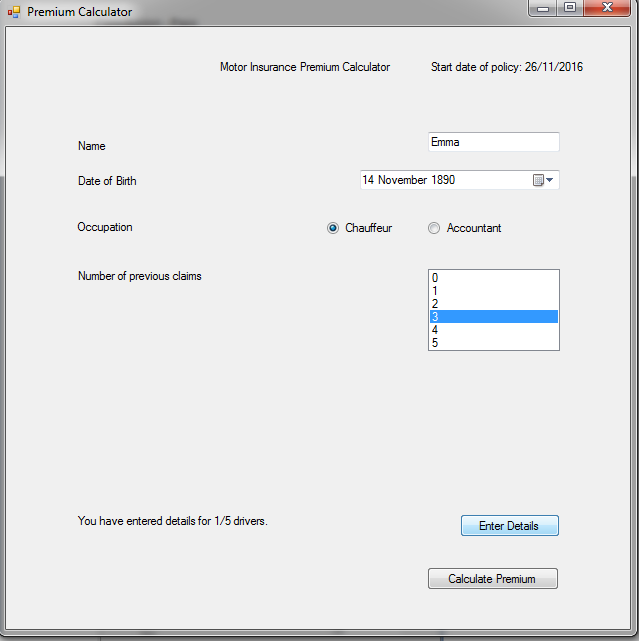 Premium Calculator
Motor Insurance Premium Calculator Start date of policy: 26/11/2016
Name Emma
Date of Birth 14 November 1890
Occupation Chauffeur Accountant
Number of previous claims
0
1
2
3
4
5
You have entered details for 1/5 drivers. Enter Details
Calculate Premium